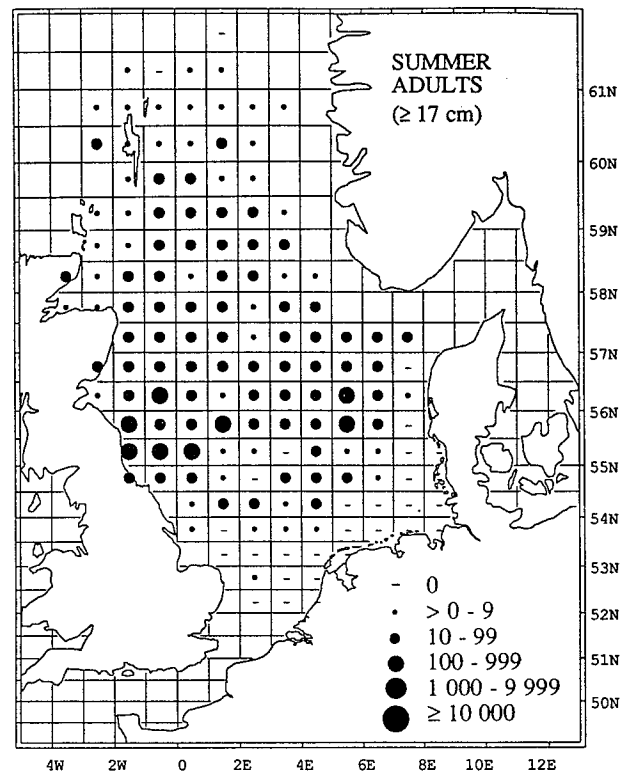 SUMMER
ADULTS
(≥ 17 cm)
61N
60N
59N
58N
57N
56N
55N
54N
53N
52N
51N
50N
- 0
• > 0 - 9
● 10 - 99
● 100 - 999
● 1 000 - 9 999
● ≥ 10 000
4W 2W 0 2E 4E 6E 8E 10E 12E